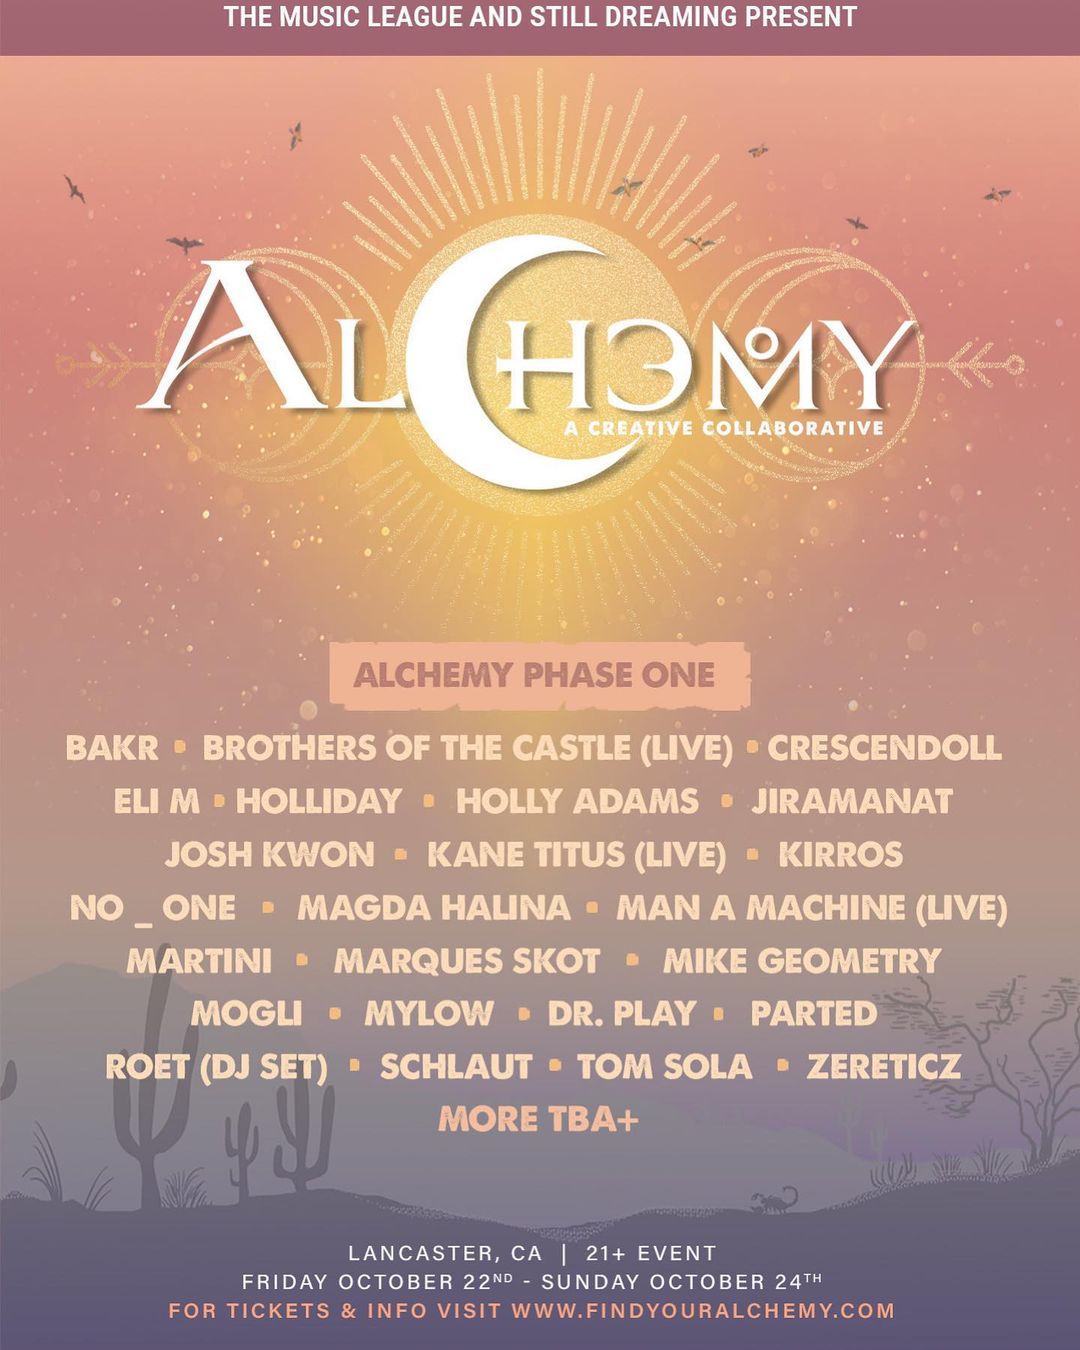 THE MUSIC LEAGUE AND STILL DREAMING PRESENT
ALCHEMY
A CREATIVE COLLABORATIVE
ALCHEMY PHASE ONE
BAKR • BROTHERS OF THE CASTLE (LIVE) • CRESCENDOLL
ELI M • HOLLIDAY • HOLLY ADAMS • JIRAMANAT
JOSH KWON • KANE TITUS (LIVE) • KIRROS
NO _ ONE • MAGDA HALINA • MAN A MACHINE (LIVE)
MARTINI • MARQUES SKOT • MIKE GEOMETRY
MOGLI • MYLOW • DR. PLAY • PARTED
ROET (DJ SET) • SCHLAUT • TOM SOLA • ZERETICZ
MORE TBA+
LANCASTER, CA | 21+ EVENT
FRIDAY OCTOBER 22ND - SUNDAY OCTOBER 24TH
FOR TICKETS & INFO VISIT WWW.FINDYOURALCHEMY.COM